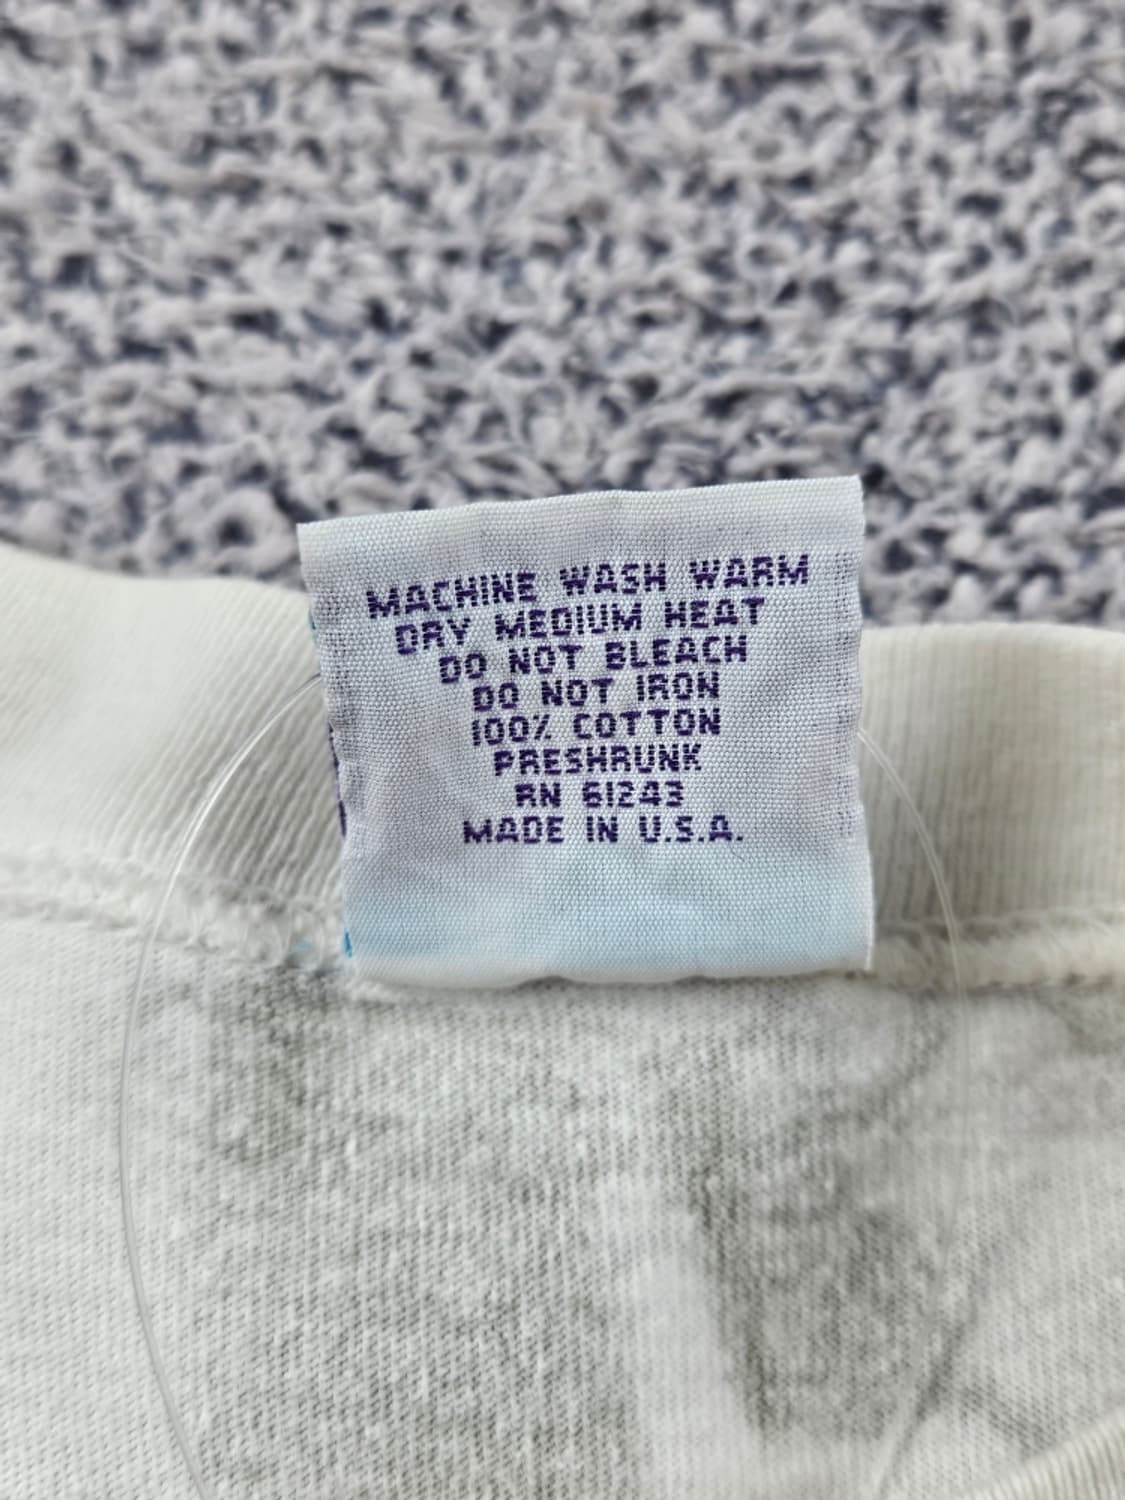 MACHINE WASH WARM
DRY MEDIUM HEAT
DO NOT BLEACH
DO NOT IRON
100% COTTON
PRESHRUNK
RN 61243
MADE IN U.S.A.